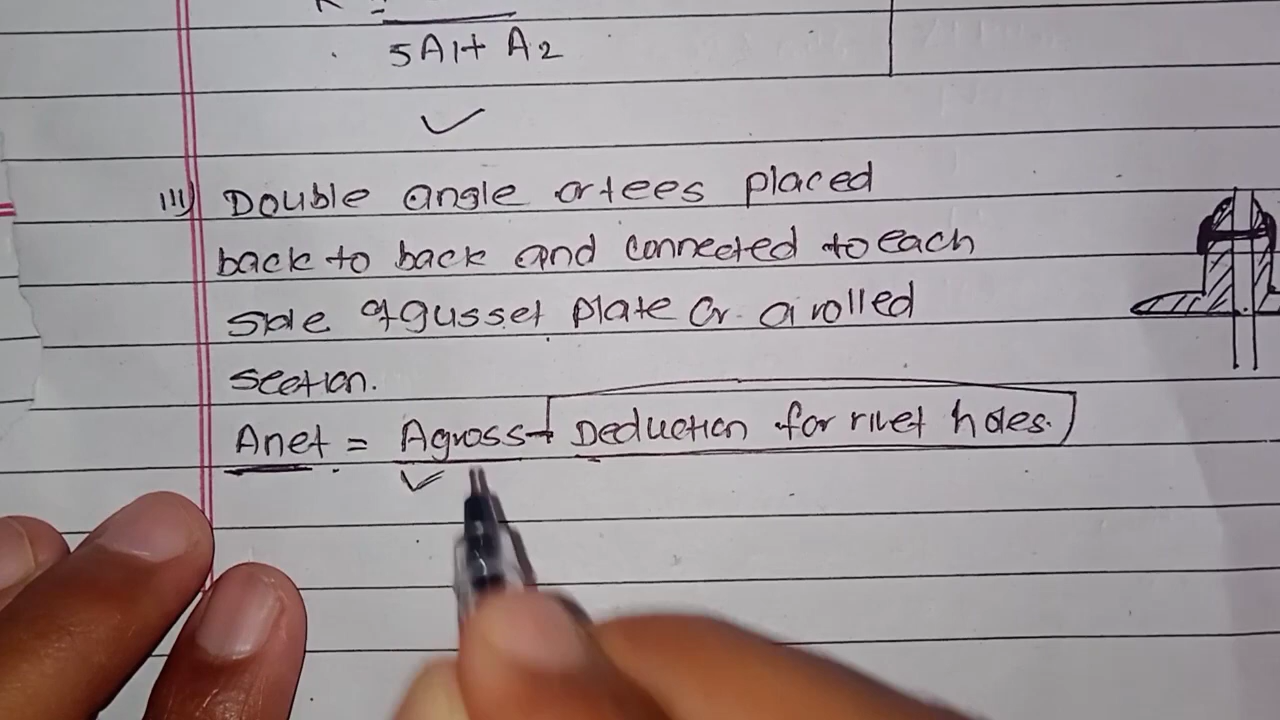 5A1+ A2
III) Double angle or tees placed
back to back and connected to each
side of gusset plate or a rolled
section.
Anet = Agross - Deduction for rivet holes.